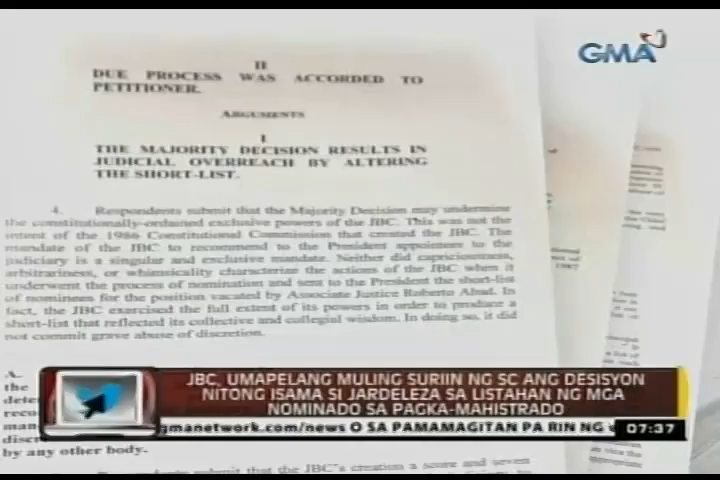 GMA
II
DUE PROCESS WAS ACCORDED TO
PETITIONER.
ARGUMENTS
I
THE MAJORITY DECISION RESULTS IN
JUDICIAL OVERREACH BY ALTERING
THE SHORT-LIST.
4. Respondents submit that the Majority Decision may undermine
the constitutionally-ordained exclusive powers of the JBC. This was not the
intent of the 1986 Constitutional Commission that created the JBC. The
mandate of the JBC to recommend to the President appointees to the
judiciary is a singular and exclusive mandate. Neither did capriciousness,
arbitrariness, or whimsicality characterize the actions of the JBC when it
underwent the process of nomination and sent to the President the short-list
of nominees for the position vacated by Associate Justice Roberto Abad. In
fact, the JBC exercised the full extent of its powers in order to produce a
short-list that reflected its collective and collegial wisdom. In doing so, it did
not commit grave abuse of discretion.
A.
the
by any other body.
submit that the JBC's creation a score and seven
JBC, UMAPELANG MULING SURIIN NG SC ANG DESISYON
NITONG ISAMA SI JARDELEZA SA LISTAHAN NG MGA
NOMINADO SA PAGKA-MAHISTRADO
gmanetwork.com/news O SA PAMAMAGITAN PA RIN NG
07:37